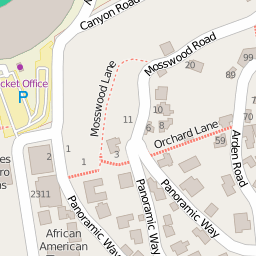 Canyon Road
Mosswood Road
Mosswood Lane
cket Office
P
20
89
70
99
11
6
8
10
Orchard Lane
59
Arden Road
2
1
1
3
2311
Panoramic Way
Panoramic Way
Panoramic Way
African
American